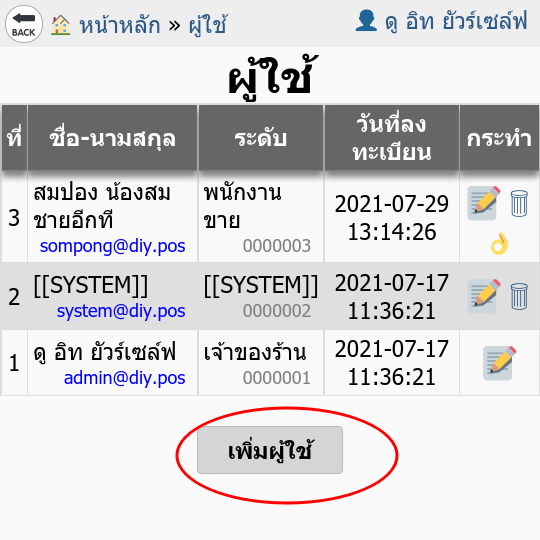 BACK หน้าหลัก » ผู้ใช้ ดู อิท ยัวร์เซล์ฟ
ผู้ใช้
ที่ ชื่อ-นามสกุล ระดับ วันที่ลง ทะเบียน กระทำ
3 สมปอง น้องสม พนักงาน 2021-07-29
ชายอีกที ขาย 13:14:26
sompong@diy.pos 0000003
2 [[SYSTEM]] [[SYSTEM]] 2021-07-17
system@diy.pos 0000002 11:36:21
1 ดู อิท ยัวร์เซล์ฟ เจ้าของร้าน 2021-07-17
admin@diy.pos 0000001 11:36:21
เพิ่มผู้ใช้